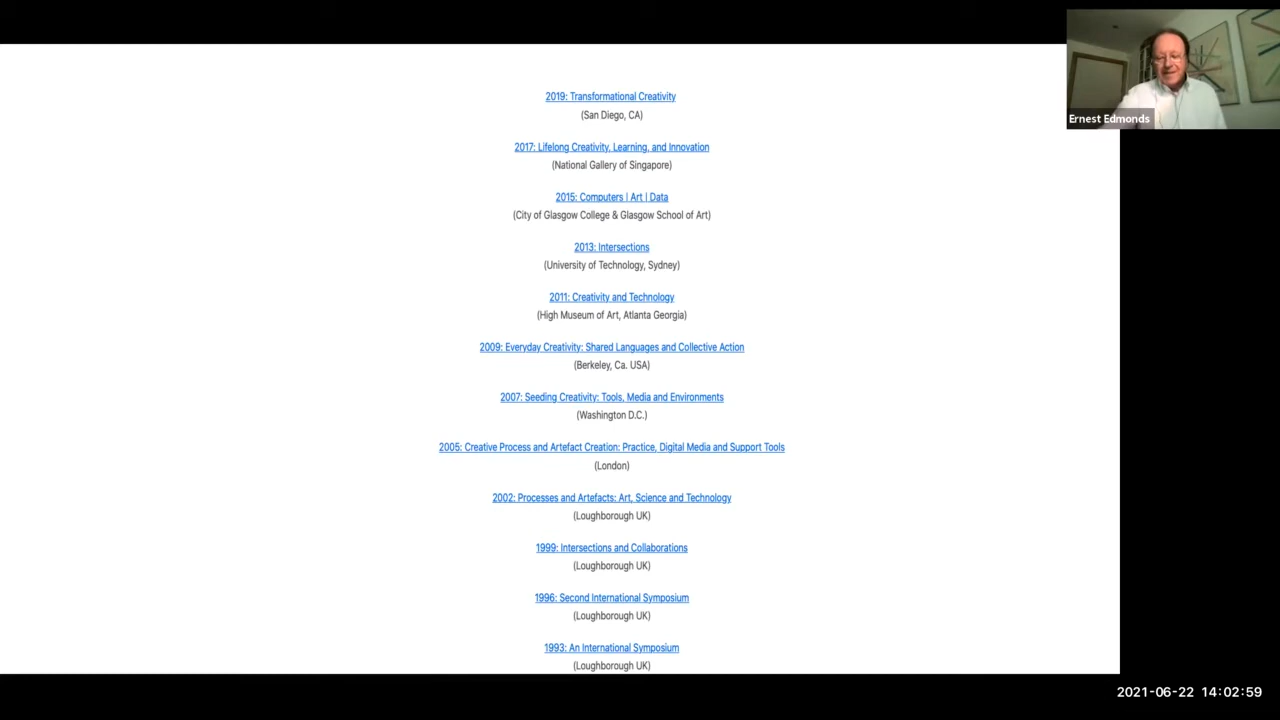 2019: Transformational Creativity
(San Diego, CA)
2017: Lifelong Creativity, Learning, and Innovation
(National Gallery of Singapore)
2015: Computers | Art | Data
(City of Glasgow College & Glasgow School of Art)
2013: Intersections
(University of Technology, Sydney)
2011: Creativity and Technology
(High Museum of Art, Atlanta Georgia)
2009: Everyday Creativity: Shared Languages and Collective Action
(Berkeley, Ca. USA)
2007: Seeding Creativity: Tools, Media and Environments
(Washington D.C.)
2005: Creative Process and Artefact Creation: Practice, Digital Media and Support Tools
(London)
2002: Processes and Artefacts: Art, Science and Technology
(Loughborough UK)
1999: Intersections and Collaborations
(Loughborough UK)
1996: Second International Symposium
(Loughborough UK)
1993: An International Symposium
(Loughborough UK)
Ernest Edmonds
2021-06-22 14:02:59